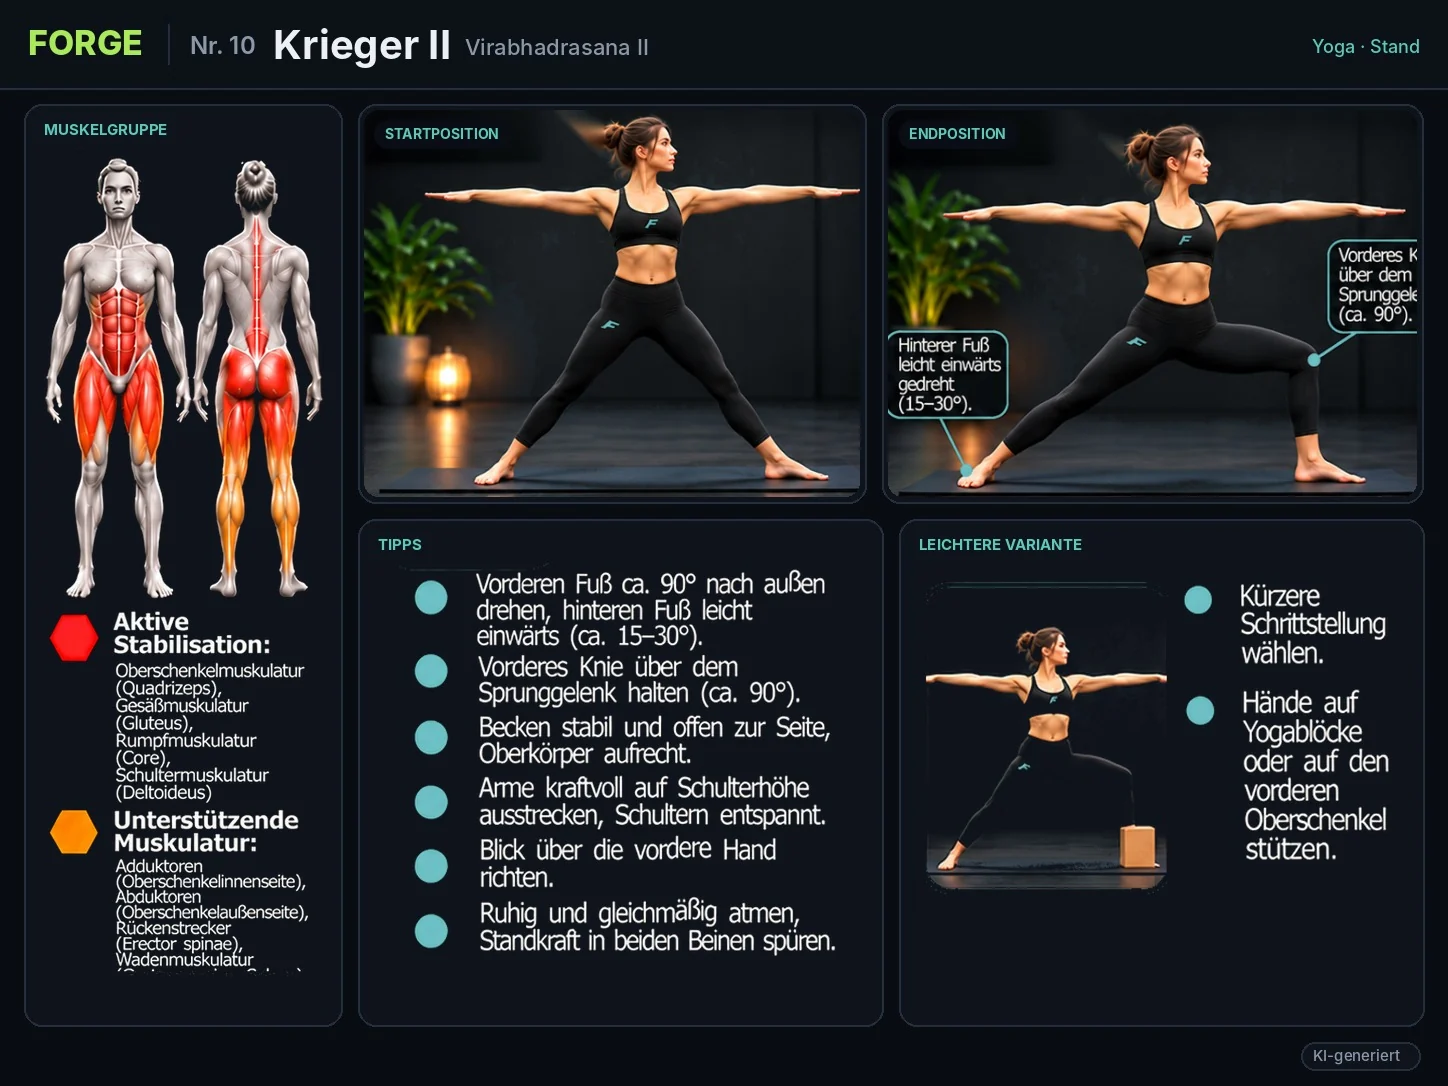 FORGE
Nr. 10
Krieger II
Virabhadrasana II
Yoga · Stand
MUSKELGRUPPE
Aktive
Stabilisation:
Oberschenkelmuskulatur
(Quadrizeps),
Gesäßmuskulatur
(Gluteus),
Rumpfmuskulatur
(Core),
Schultermuskulatur
(Deltoideus)
Unterstützende
Muskulatur:
Adduktoren
(Oberschenkelinnenseite),
Abduktoren
(Oberschenkelaußenseite),
Rückenstrecker
(Erector spinae),
Wadenmuskulatur
STARTPOSITION
ENDPOSITION
Hinterer Fuß
leicht einwärts
gedreht
(15–30°).
Vorderes K
über dem
Sprunggele
(ca. 90°).
TIPPS
Vorderen Fuß ca. 90° nach außen
drehen, hinteren Fuß leicht
einwärts (ca. 15–30°).
Vorderes Knie über dem
Sprunggelenk halten (ca. 90°).
Becken stabil und offen zur Seite,
Oberkörper aufrecht.
Arme kraftvoll auf Schulterhöhe
ausstrecken, Schultern entspannt.
Blick über die vordere Hand
richten.
Ruhig und gleichmäßig atmen,
Standkraft in beiden Beinen spüren.
LEICHTERE VARIANTE
Kürzere
Schrittstellung
wählen.
Hände auf
Yogablöcke
oder auf den
vorderen
Oberschenkel
stützen.
KI-generiert